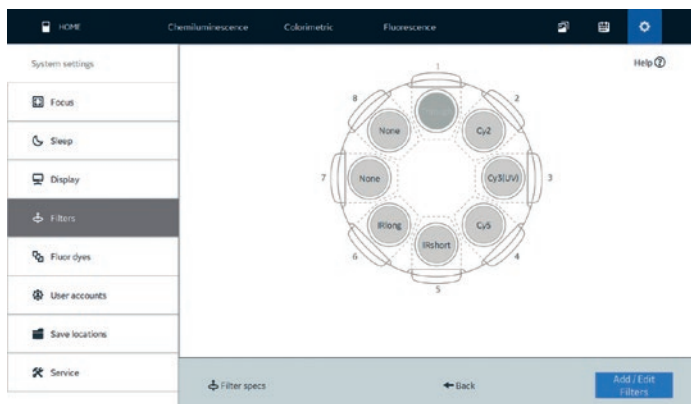 HOME
Chemiluminescence
Colorimetric
Fluorescence
System settings
Help ?
Focus
Sleep
Display
Filters
Fluor dyes
User accounts
Save locations
Service
1
8
2
None
Cy2
7
None
Cy3(UV)
3
IRlong
Cy5
IRshort
6
4
5
Filter specs
Back
Add / Edit
Filters